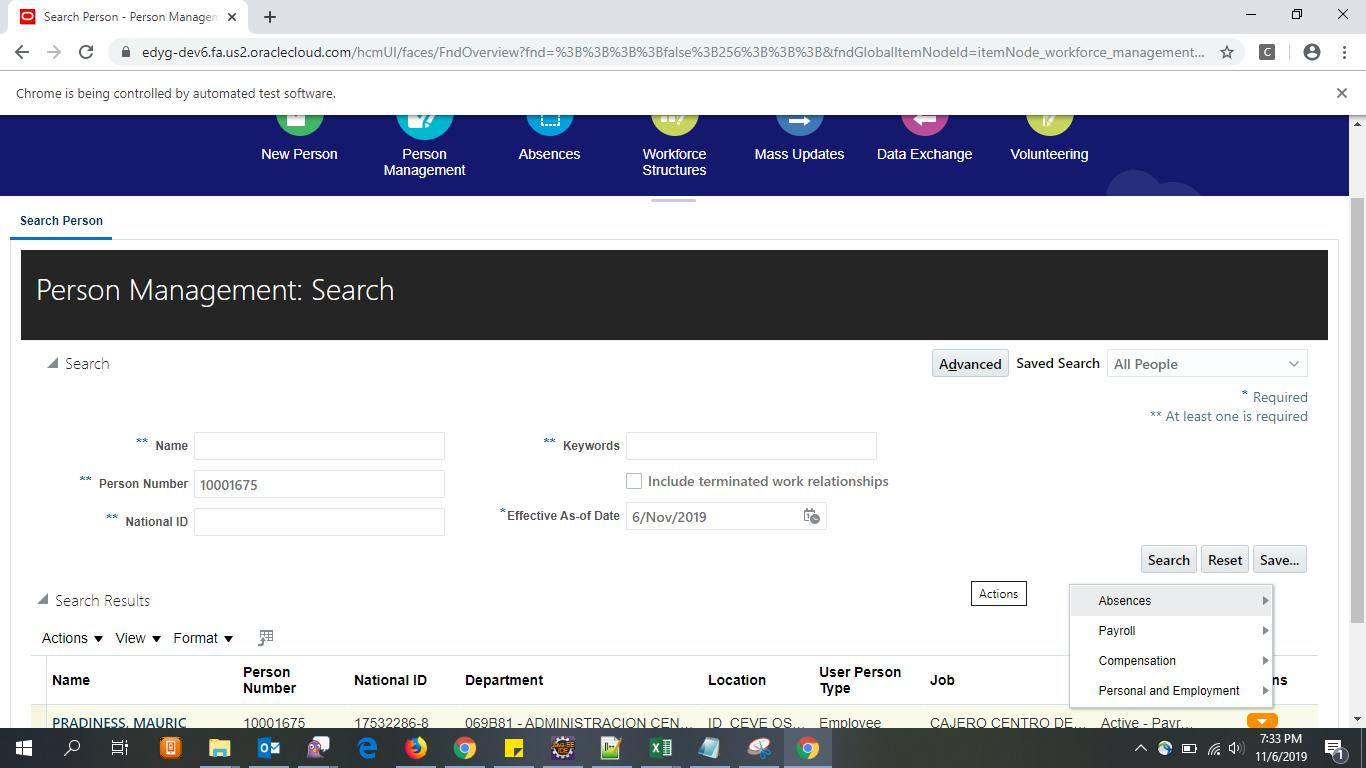 Search Person - Person Managem
edyg-dev6.fa.us2.oraclecloud.com/hcmUI/faces/FndOverview?fnd=%3B%3B%3B%3Bfalse%3B256%3B%3B%3B&fndGlobalItemNodeId=itemNode_workforce_management... C
Chrome is being controlled by automated test software.
New Person Person Management Absences Workforce Structures Mass Updates Data Exchange Volunteering
Search Person
Person Management: Search
Search Advanced Saved Search All People
* Required
** At least one is required
** Name ** Keywords
** Person Number 10001675 Include terminated work relationships
** National ID *Effective As-of Date 6/Nov/2019
Search Reset Save...
Search Results Actions Absences
Payroll
Actions View Format
Compensation
Personal and Employment
Name Person Number National ID Department Location User Person Type Job ns
PRADINESS, MAURIC 10001675 17532286-8 069B81 - ADMINISTRACION CEN... ID_CEVE OS... Employee CAJERO CENTRO DE... Active - Payr...
7:33 PM
11/6/2019
1